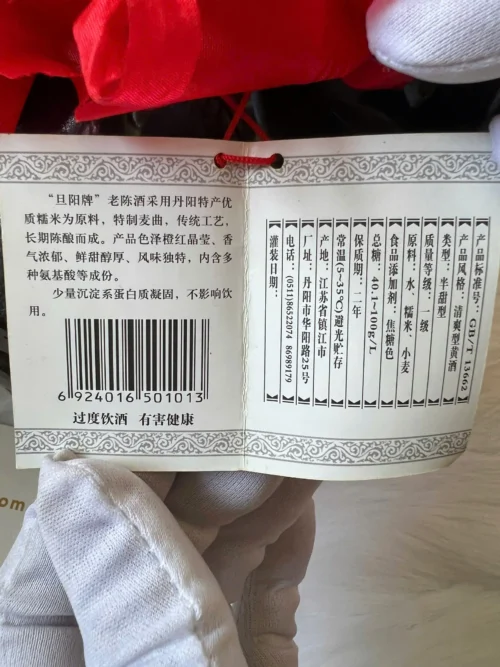 “旦阳牌”老陈酒采用丹阳特产优
质糯米为原料，特制麦曲，传统工艺，
长期陈酿而成。产品色泽橙红晶莹、香
气浓郁、鲜甜醇厚、风味独特，内含多
种氨基酸等成份。
少量沉淀系蛋白质凝固，不影响饮
用。
6 924016 501013
过度饮酒 有害健康
产品标准号：GB/T 13662
产品风格：清爽型黄酒
类型：半甜型
质量等级：一级
原料：水、糯米、小麦
食品添加剂：焦糖色
总糖：40.1~100g/L
保质期：二年
常温(5~35℃)避光贮存
产地：江苏省镇江市
厂址：丹阳市华阳路25号
电话：(0511)86522074 86989179
灌装日期：
om